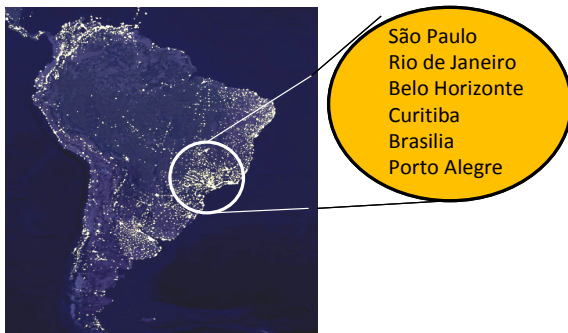 São Paulo
Rio de Janeiro
Belo Horizonte
Curitiba
Brasilia
Porto Alegre